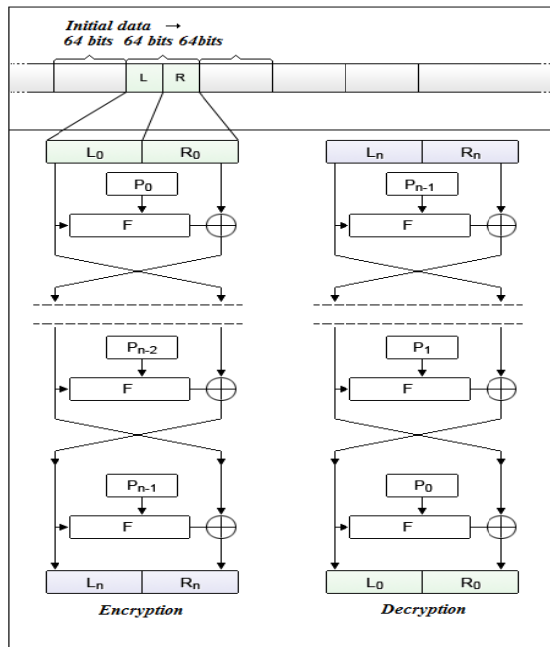 Initial data →
64 bits 64 bits 64bits
L R
L0 R0
Ln Rn
P0
Pn-1
F
F
Pn-2
P1
F
F
Pn-1
P0
F
F
Ln Rn
L0 R0
Encryption
Decryption